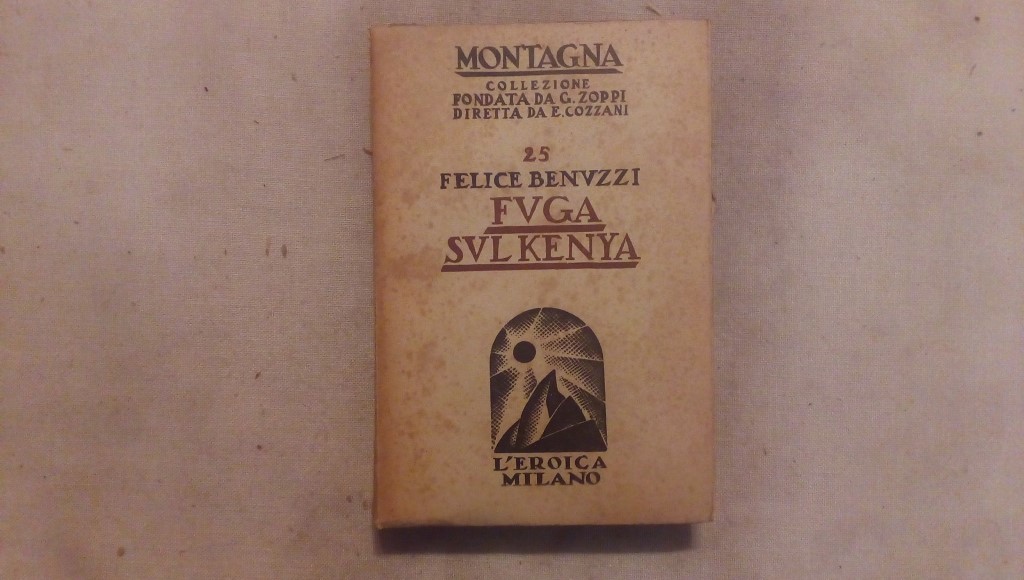 MONTAGNA
COLLEZIONE
FONDATA DA G. ZOPPI
DIRETTA DA E. COZZANI
25
FELICE BENVZZI
FVGA
SVL KENYA
L'EROICA
MILANO